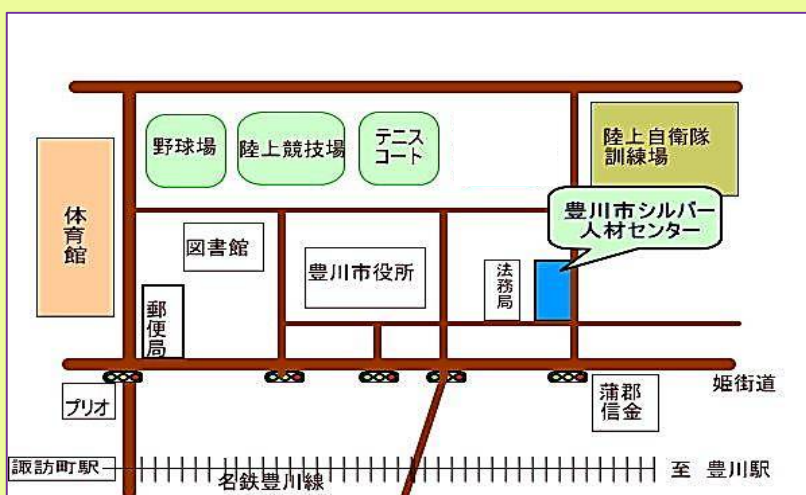 野球場
陸上競技場
テニス
コート
陸上自衛隊
訓練場
体育館
図書館
豊川市役所
法務局
豊川市シルバー
人材センター
郵便局
プリオ
蒲郡
信金
姫街道
諏訪町駅
名鉄豊川線
至 豊川駅